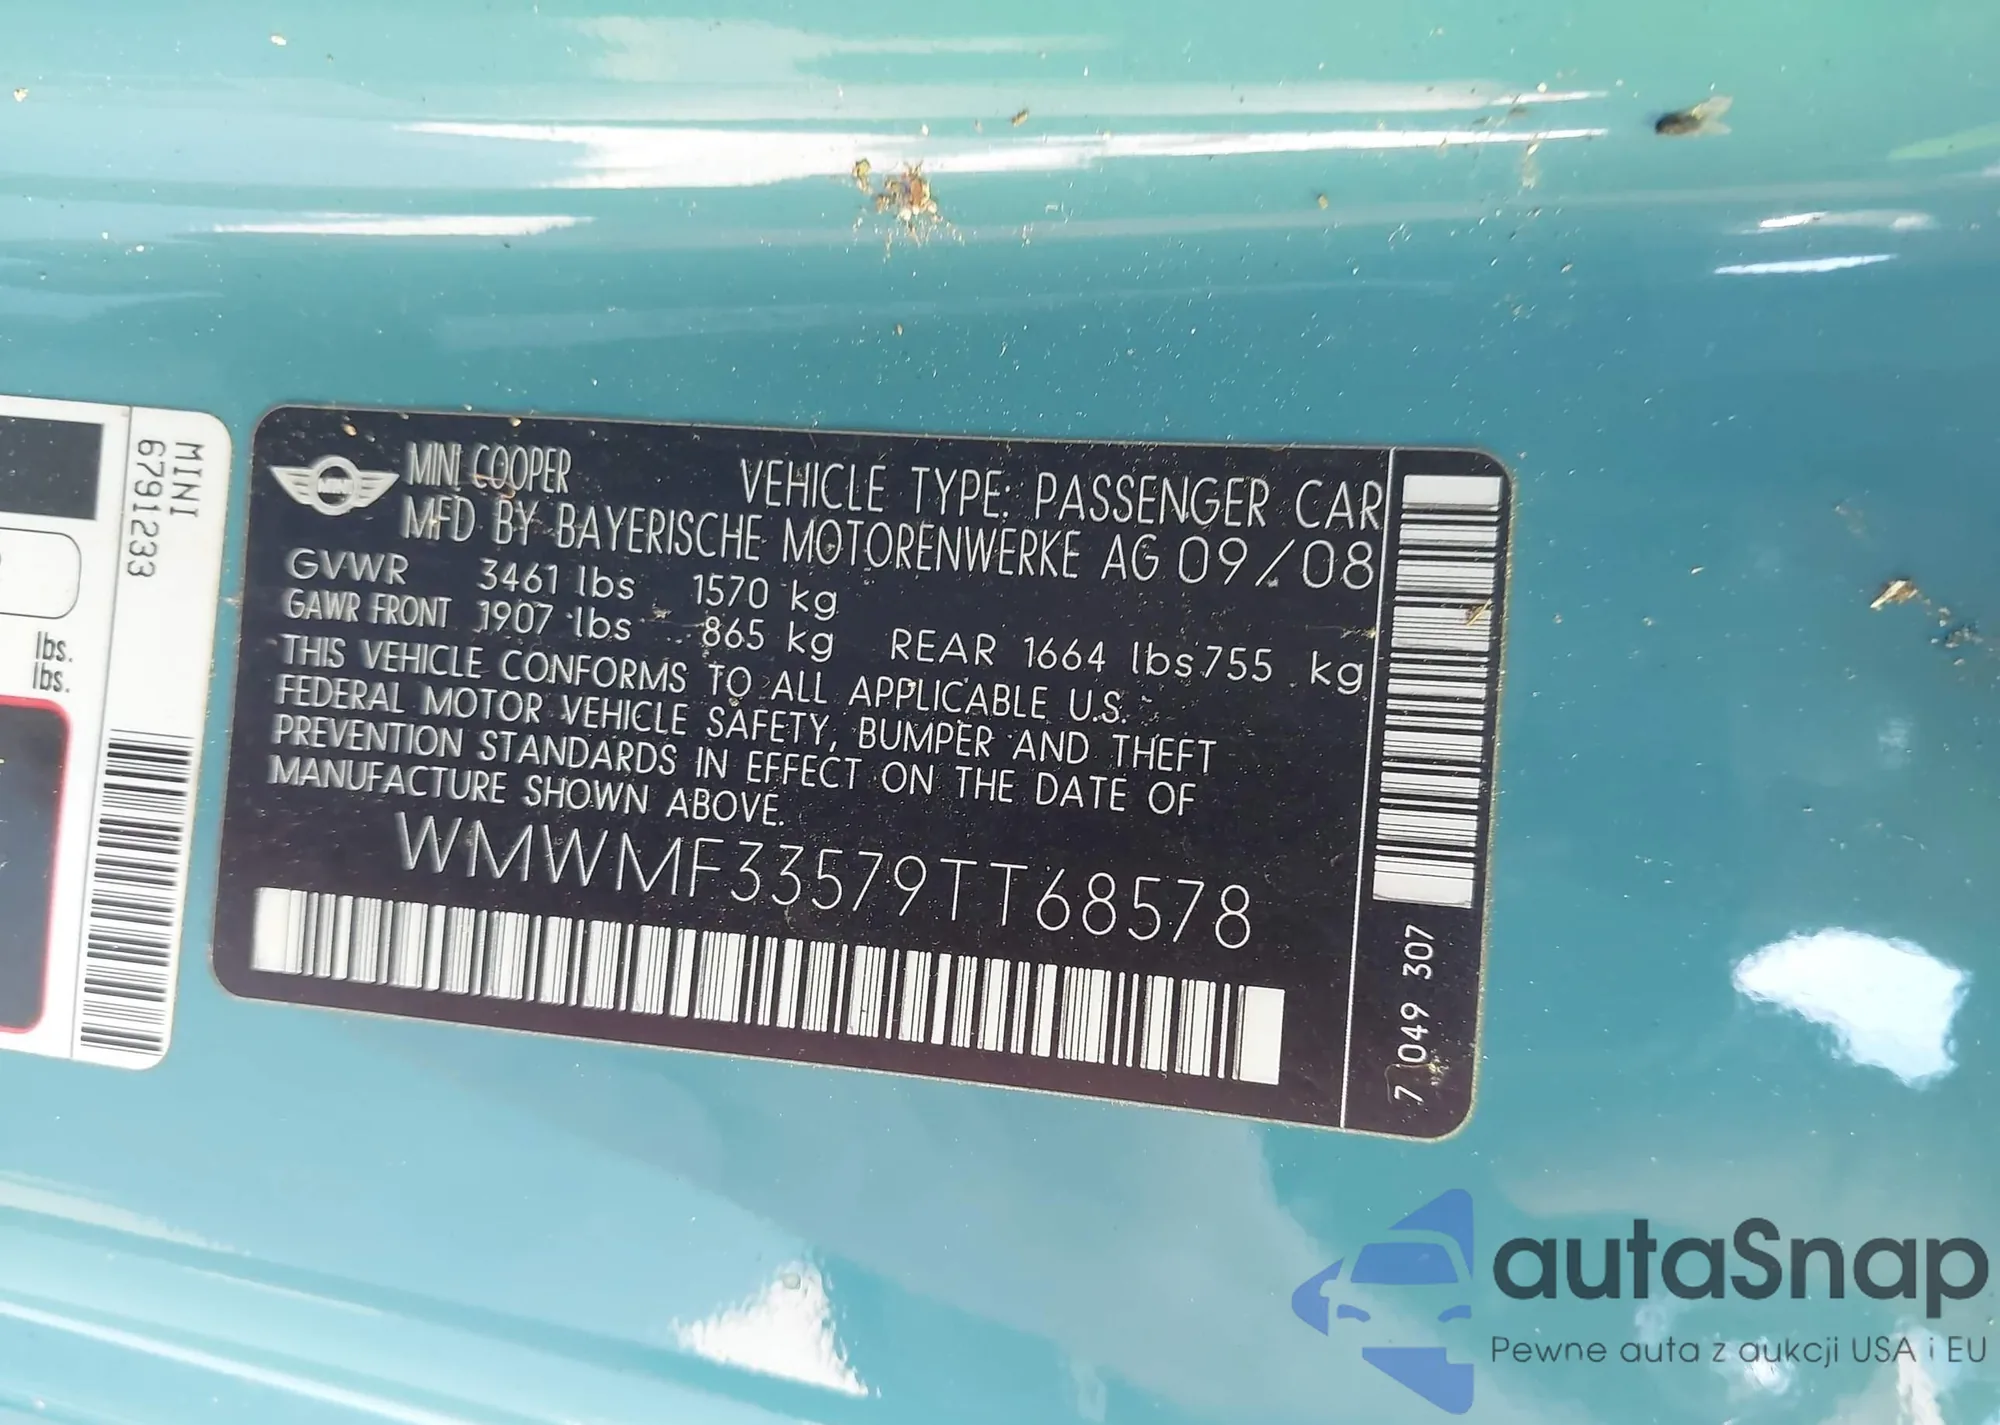 MINI
6791233
lbs.
lbs.
MINI
MINI COOPER
VEHICLE TYPE: PASSENGER CAR
MFD BY BAYERISCHE MOTORENWERKE AG 09/08
GVWR 3461 lbs 1570 kg
GAWR FRONT 1907 lbs 865 kg REAR 1664 lbs 755 kg
THIS VEHICLE CONFORMS TO ALL APPLICABLE U.S.
FEDERAL MOTOR VEHICLE SAFETY, BUMPER AND THEFT
PREVENTION STANDARDS IN EFFECT ON THE DATE OF
MANUFACTURE SHOWN ABOVE.
WMWMF33579TT68578
7 049 307
autaSnap
Pewne auta z aukcji USA i EU